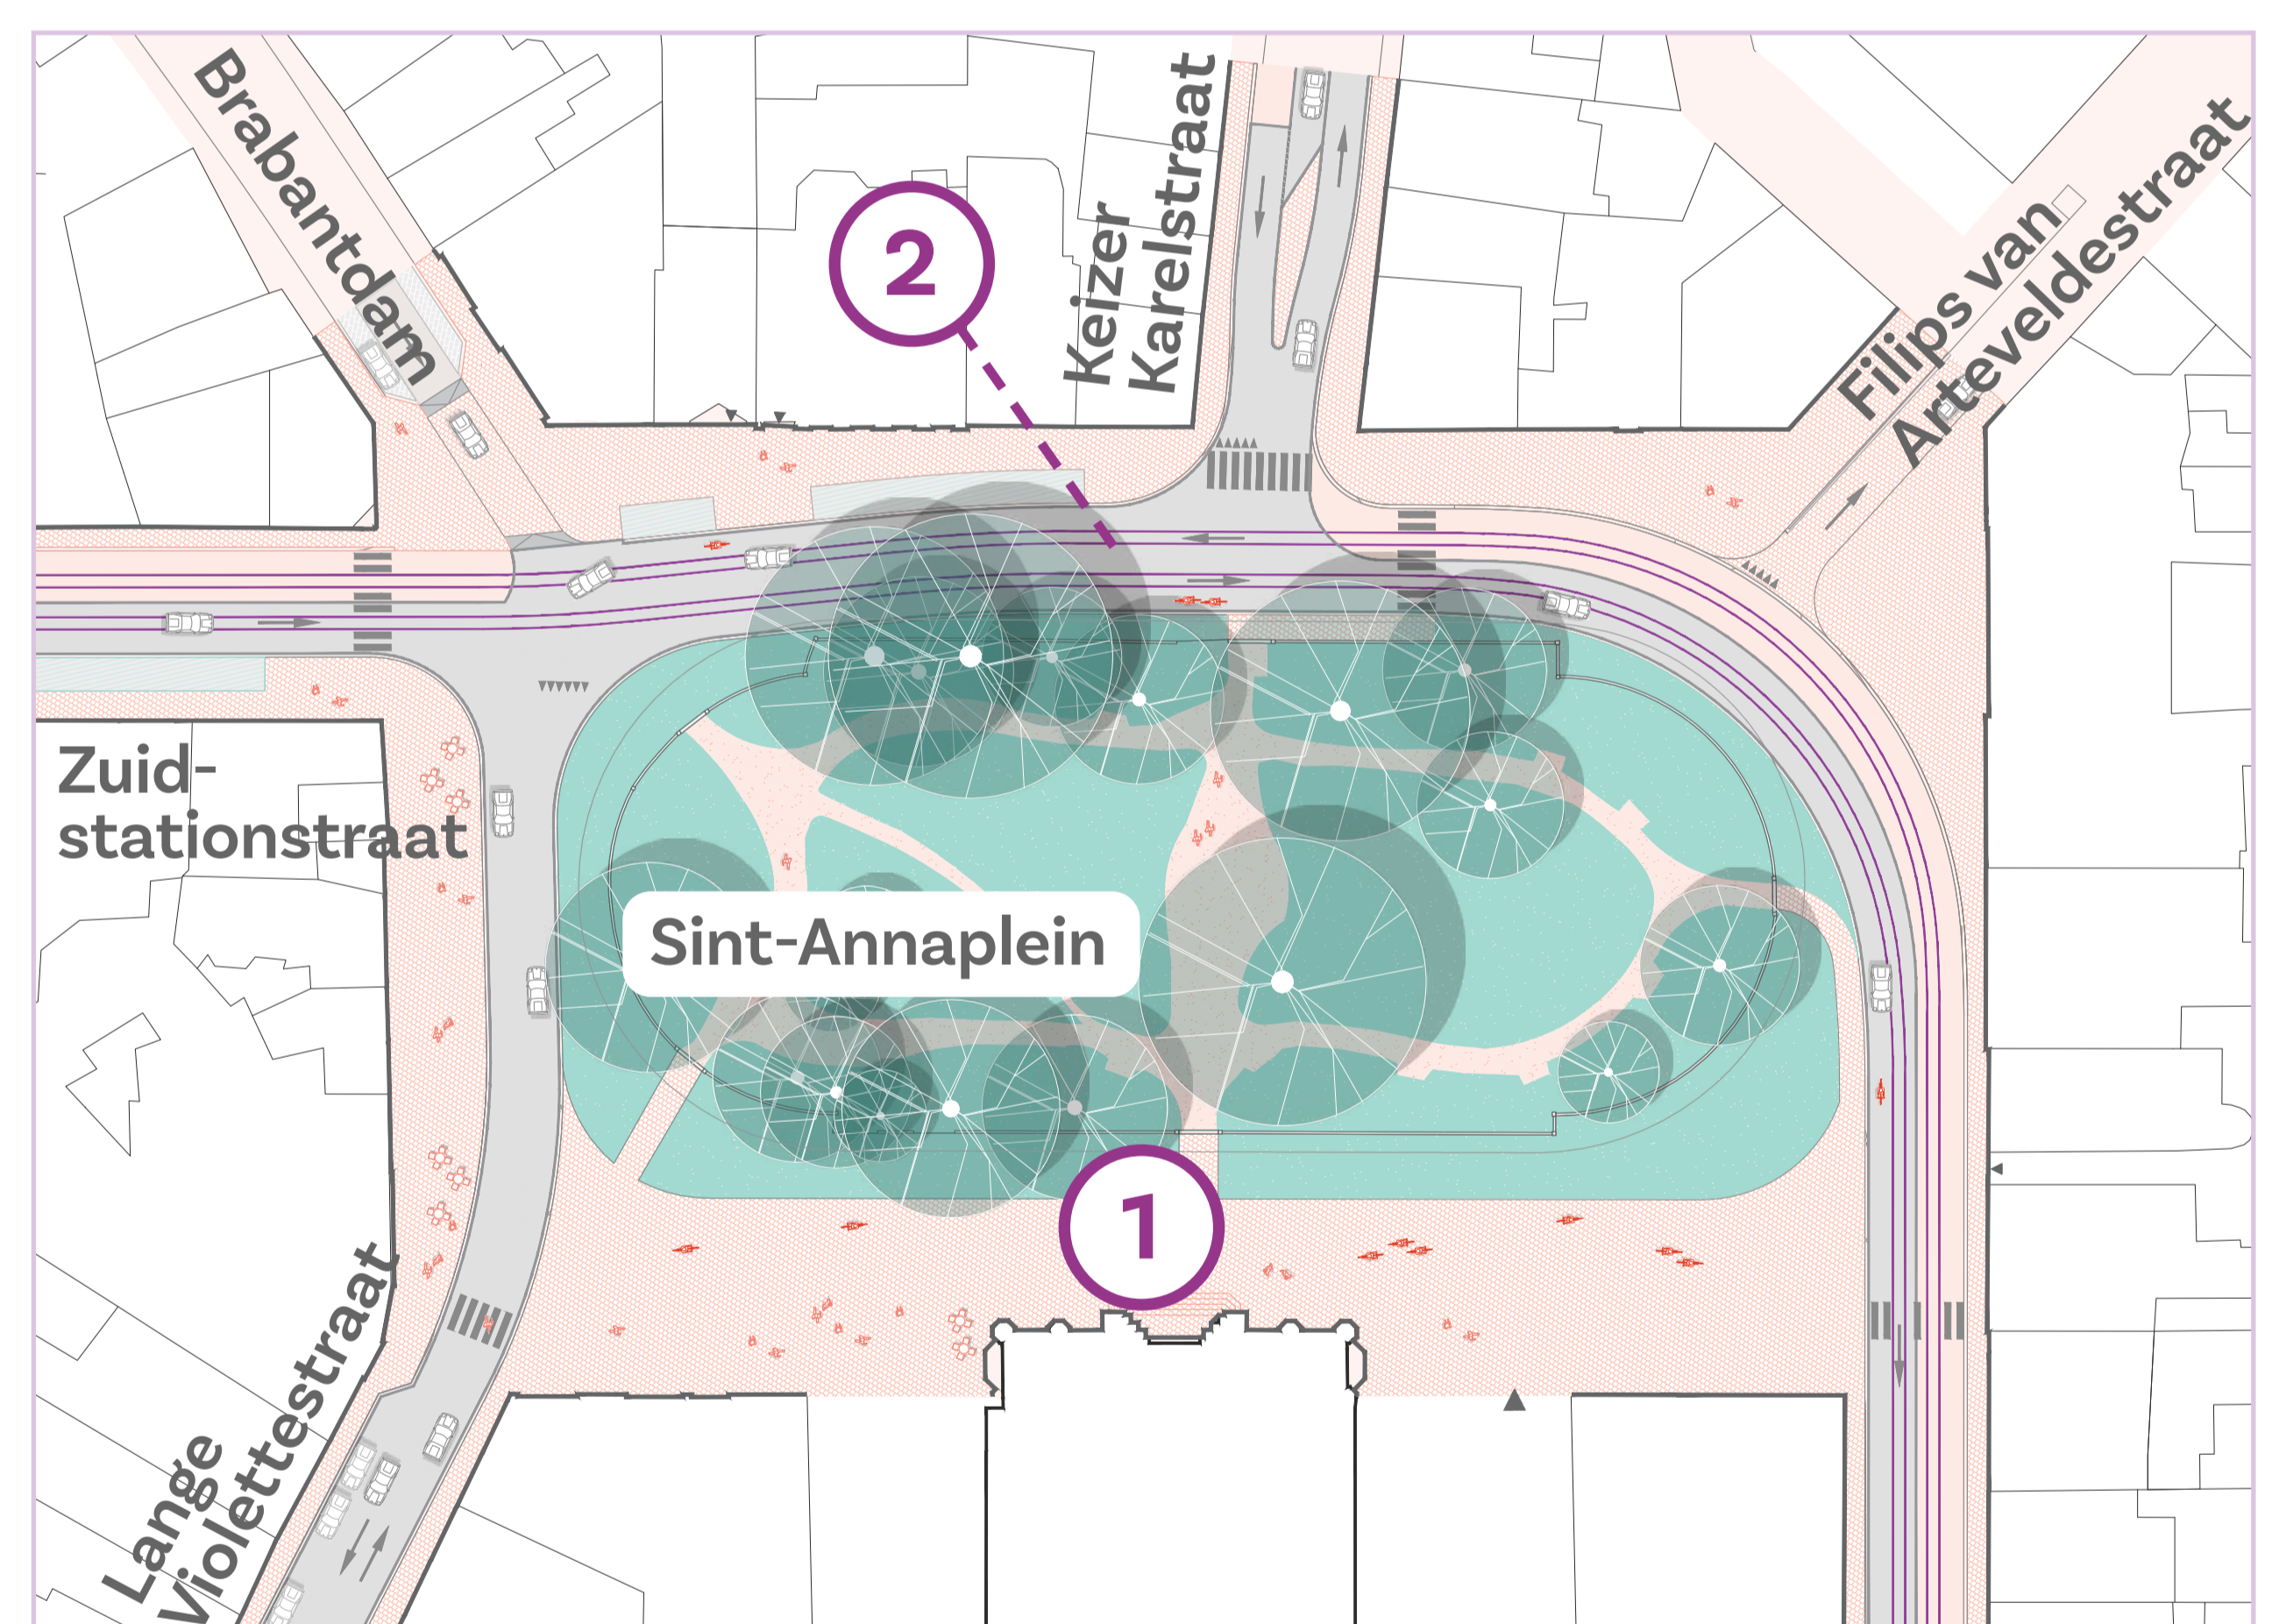 Brabantdam
2
Keizer
Karelstraat
Filips van
Arteveldestraat
Zuid-
stationstraat
Sint-Annaplein
1
Lange
Violettestraat